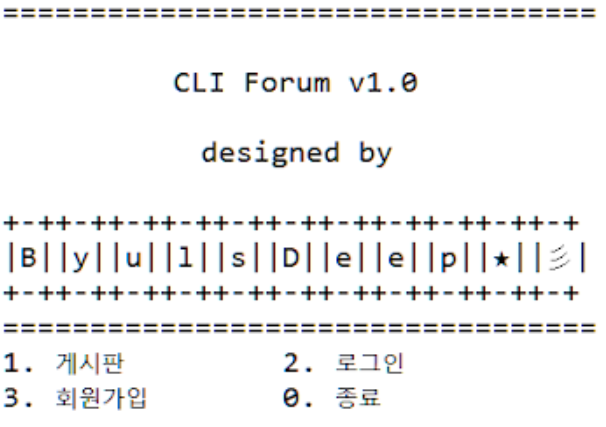 ==================================
CLI Forum v1.0
designed by
+-++-++-++-++-++-++-++-++-++-++-+
|B||y||u||l||s||D||e||e||p||★||彡|
+-++-++-++-++-++-++-++-++-++-++-+
==================================
1. 게시판 2. 로그인
3. 회원가입 0. 종료